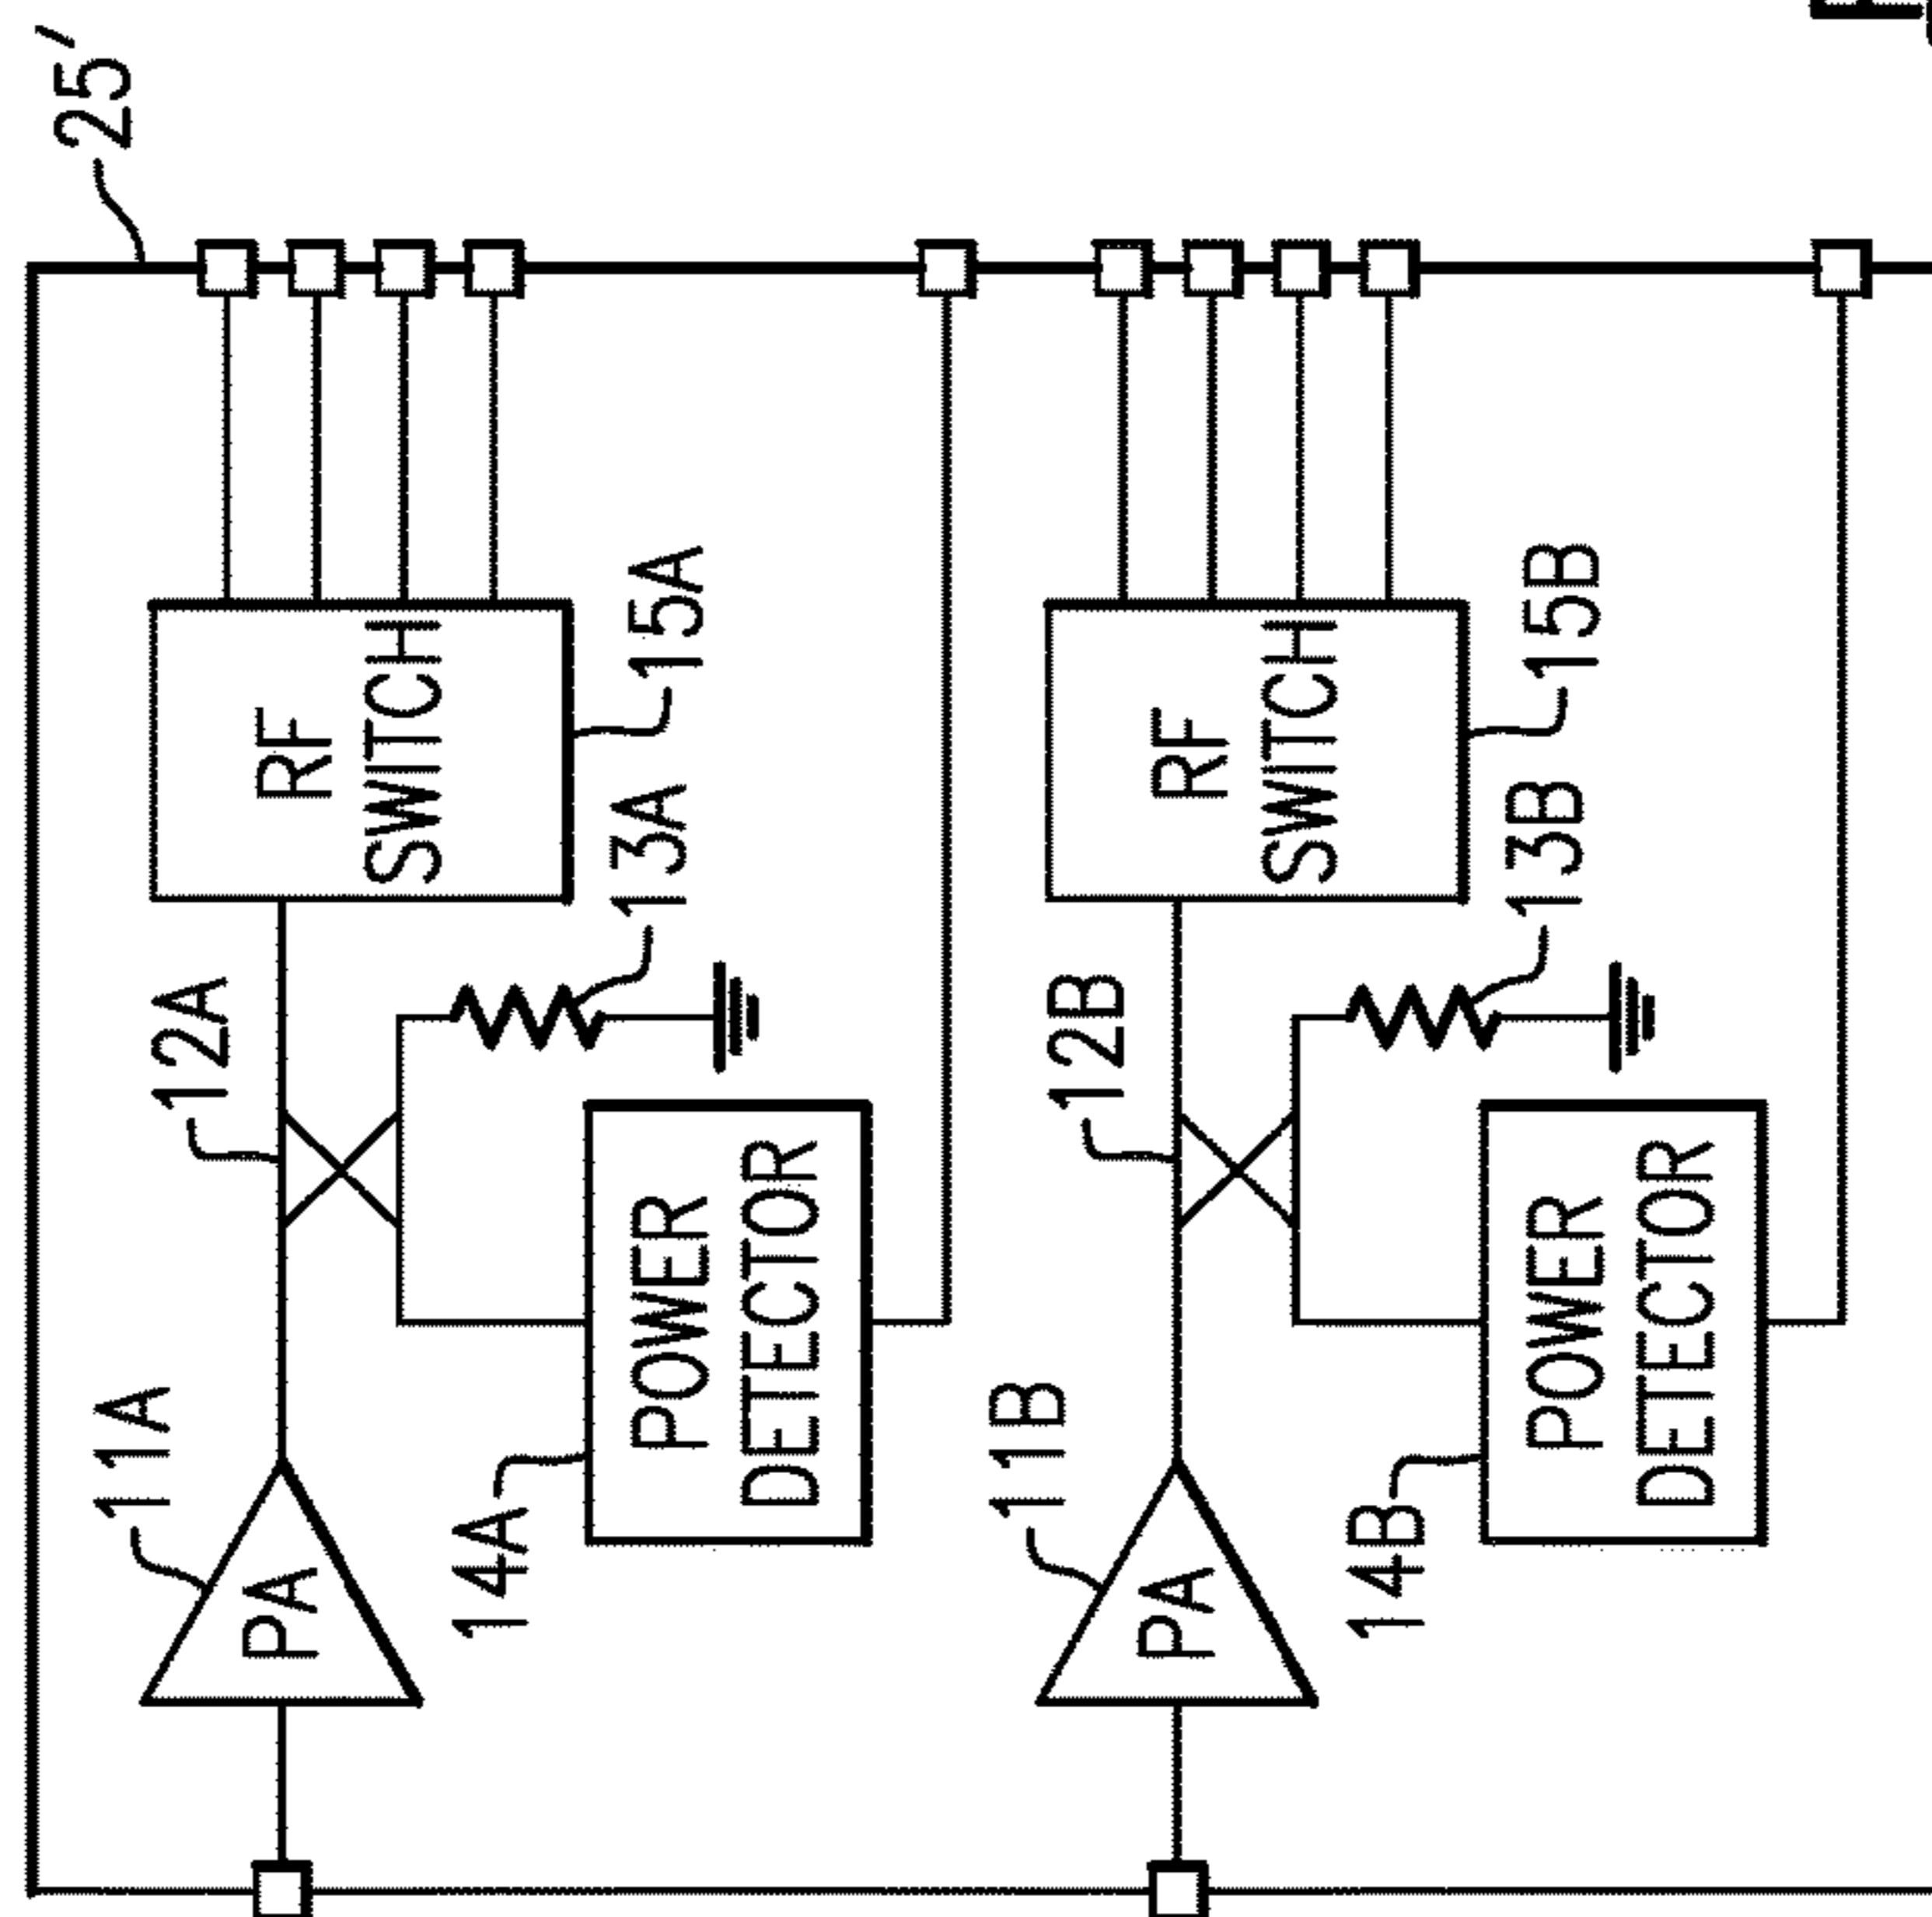 25'
12A
RF
SWITCH
11A
15A
13A
PA
14A
POWER
DETECTOR
12B
RF
SWITCH
11B
15B
13B
PA
14B
POWER
DETECTOR